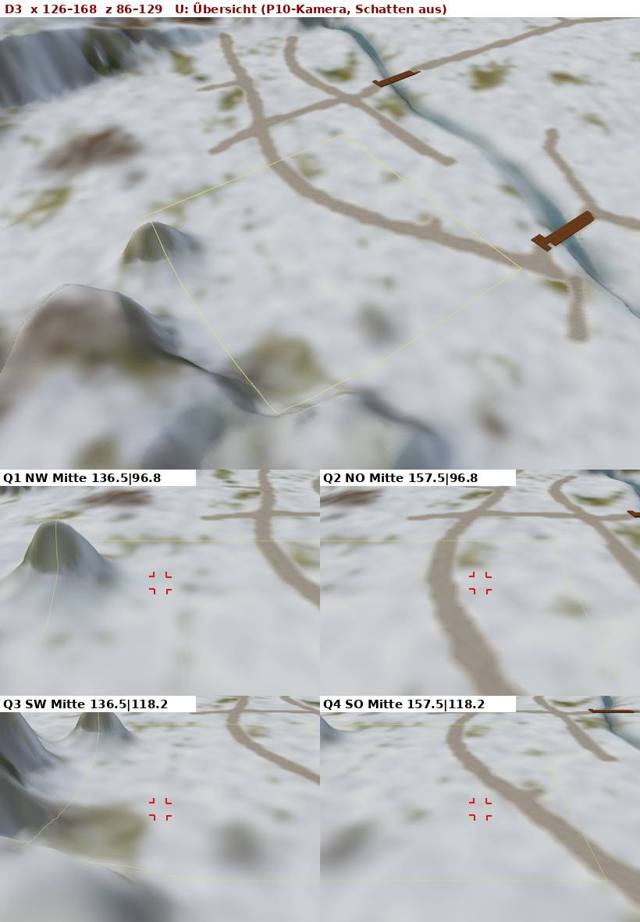 D3  x 126–168  z 86–129   U: Übersicht (P10-Kamera, Schatten aus)
Q1 NW Mitte 136.5|96.8
Q2 NO Mitte 157.5|96.8
Q3 SW Mitte 136.5|118.2
Q4 SO Mitte 157.5|118.2